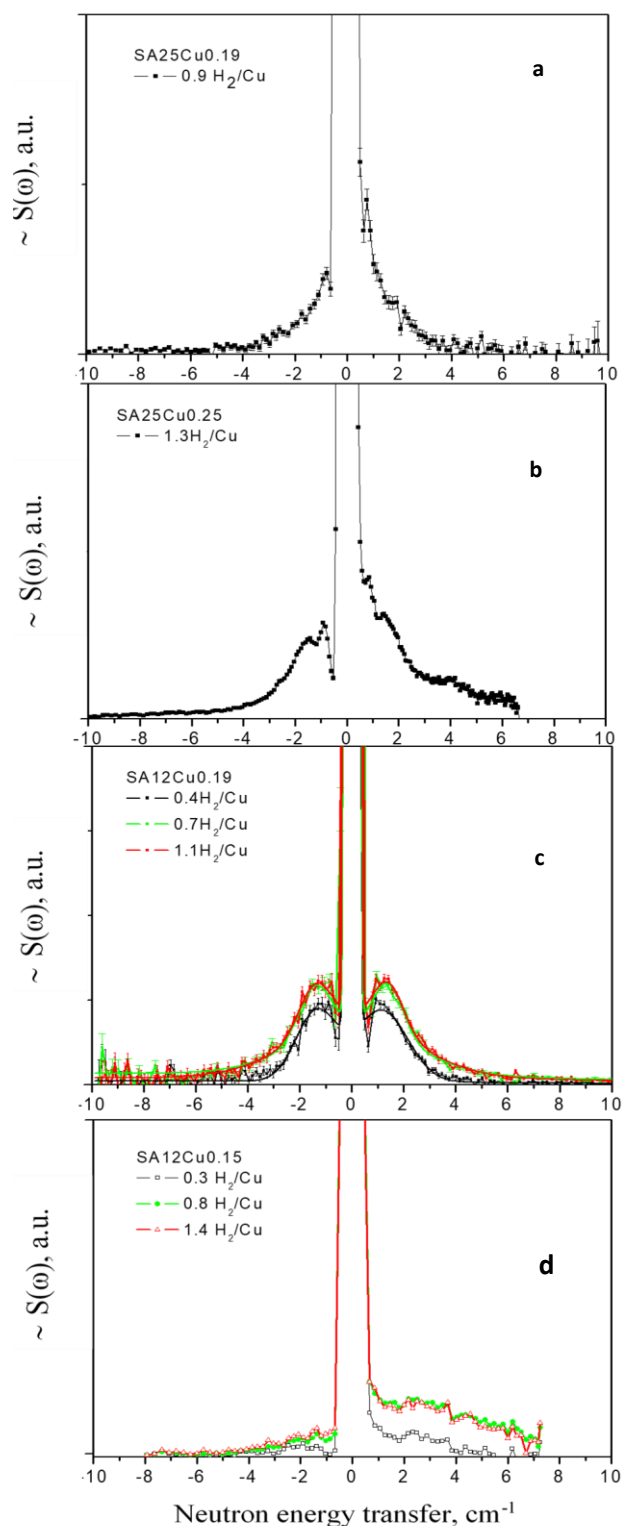 SA25Cu0.19
0.9 H2/Cu
a
~ S(ω), a.u.
-10 -8 -6 -4 -2 0 2 4 6 8 10
SA25Cu0.25
1.3H2/Cu
b
~ S(ω), a.u.
-10 -8 -6 -4 -2 0 2 4 6 8 10
SA12Cu0.19
0.4H2/Cu
0.7H2/Cu
1.1H2/Cu
c
~ S(ω), a.u.
-10 -8 -6 -4 -2 0 2 4 6 8 10
SA12Cu0.15
0.3 H2/Cu
0.8 H2/Cu
1.4 H2/Cu
d
~ S(ω), a.u.
-10 -8 -6 -4 -2 0 2 4 6 8 10
Neutron energy transfer, cm-1